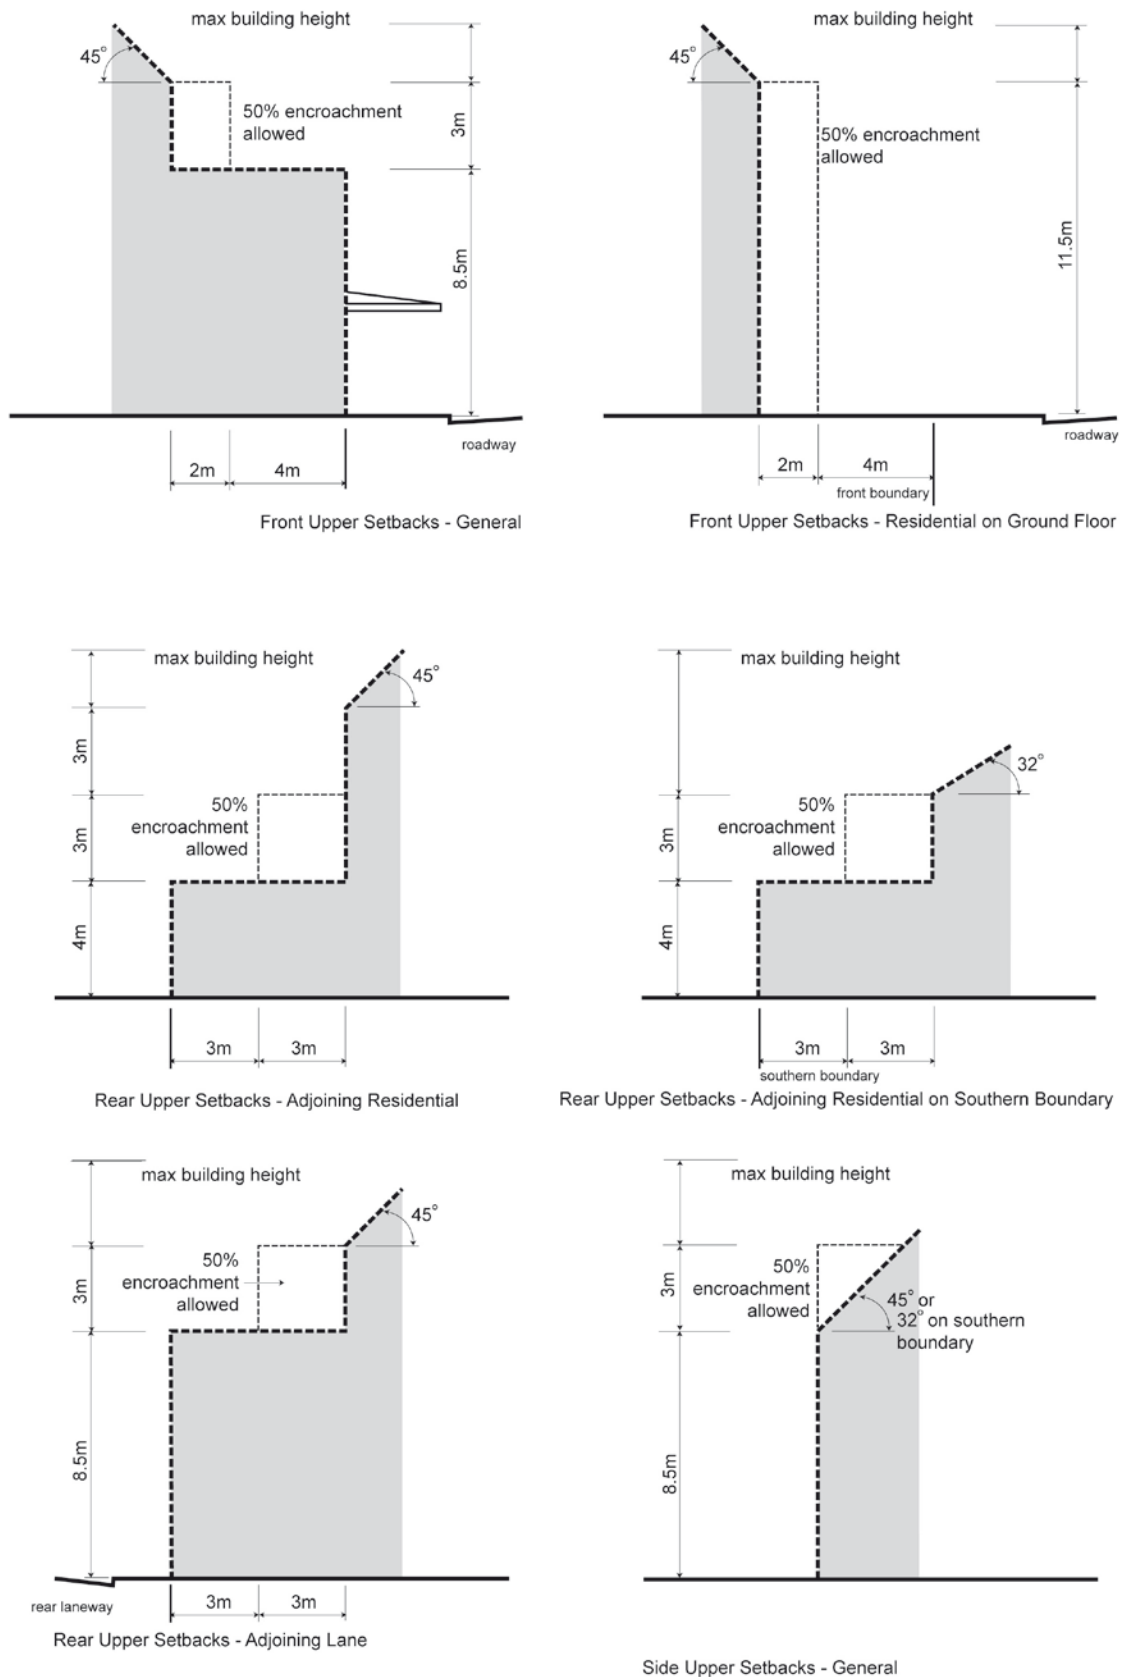 max building height
45°
50% encroachment
allowed
3m
8.5m
roadway
2m
4m
Front Upper Setbacks - General
max building height
45°
50% encroachment
allowed
11.5m
roadway
2m
4m
front boundary
Front Upper Setbacks - Residential on Ground Floor
max building height
45°
3m
50%
encroachment
allowed
3m
4m
3m
3m
Rear Upper Setbacks - Adjoining Residential
max building height
32°
50%
encroachment
allowed
3m
4m
3m
3m
southern boundary
Rear Upper Setbacks - Adjoining Residential on Southern Boundary
max building height
45°
50%
encroachment
allowed
3m
8.5m
rear laneway
3m
3m
Rear Upper Setbacks - Adjoining Lane
max building height
50%
encroachment
allowed
3m
45° or
32° on southern
boundary
8.5m
Side Upper Setbacks - General